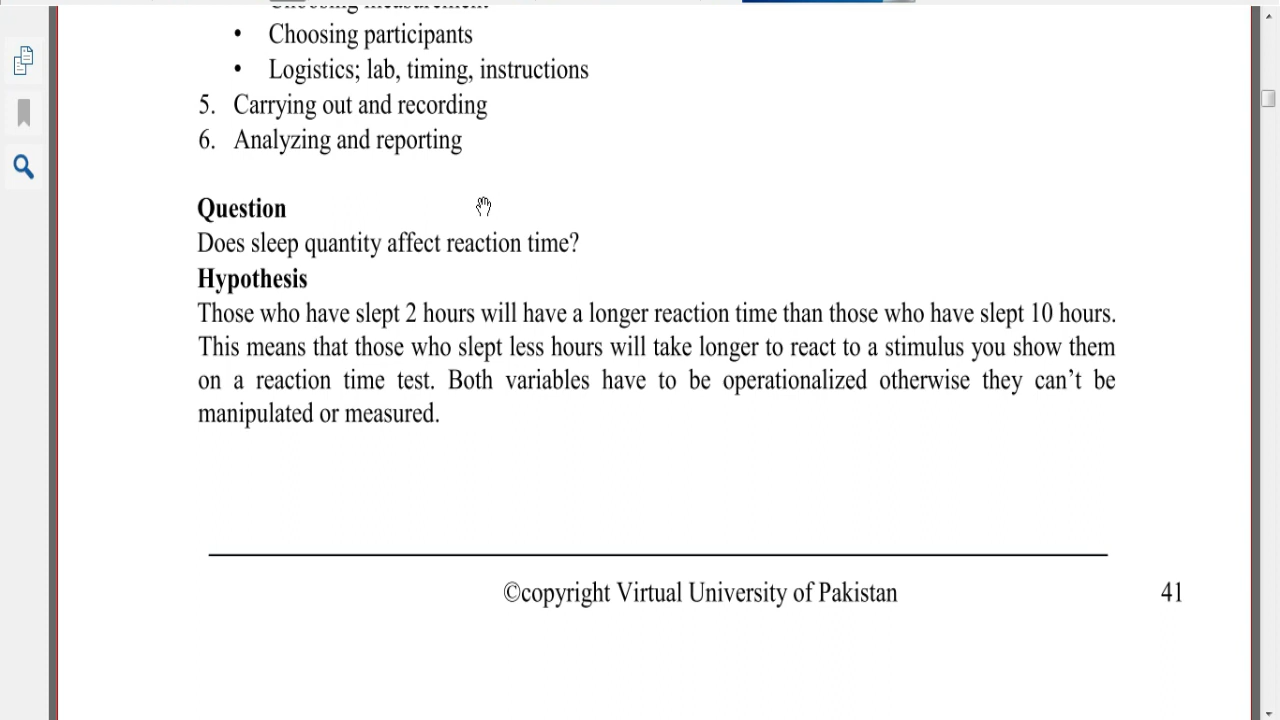 • Choosing participants
• Logistics; lab, timing, instructions
5. Carrying out and recording
6. Analyzing and reporting
Question
Does sleep quantity affect reaction time?
Hypothesis
Those who have slept 2 hours will have a longer reaction time than those who have slept 10 hours.
This means that those who slept less hours will take longer to react to a stimulus you show them
on a reaction time test. Both variables have to be operationalized otherwise they can’t be
manipulated or measured.
©copyright Virtual University of Pakistan 41